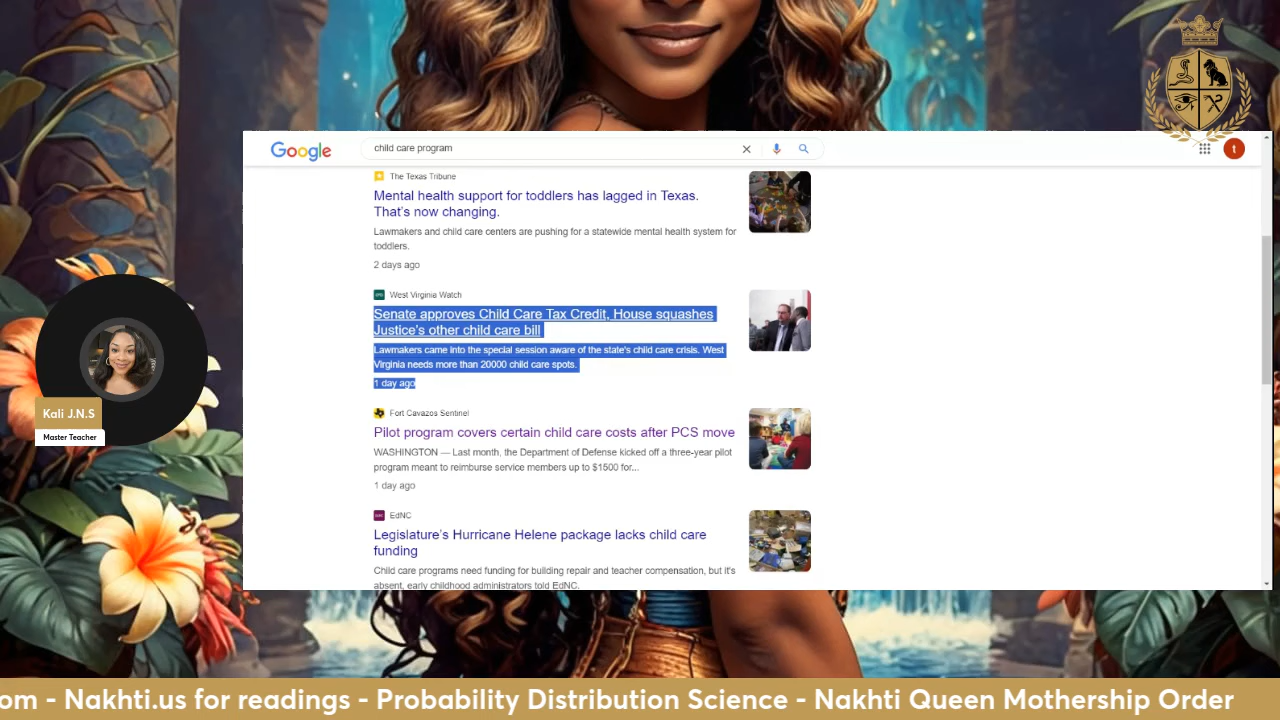 Google
child care program
t
The Texas Tribune
Mental health support for toddlers has lagged in Texas.
That's now changing.
Lawmakers and child care centers are pushing for a statewide mental health system for
toddlers.
2 days ago
West Virginia Watch
Senate approves Child Care Tax Credit, House squashes
Justice's other child care bill
Lawmakers came into the special session aware of the state's child care crisis. West
Virginia needs more than 20000 child care spots.
1 day ago
Fort Cavazos Sentinel
Pilot program covers certain child care costs after PCS move
WASHINGTON — Last month, the Department of Defense kicked off a three-year pilot
program meant to reimburse service members up to $1500 for...
1 day ago
EdNC
Legislature's Hurricane Helene package lacks child care
funding
Child care programs need funding for building repair and teacher compensation, but it's
absent, early childhood administrators told EdNC.
Kali J.N.S
Master Teacher
om - Nakhti.us for readings - Probability Distribution Science - Nakhti Queen Mothership Order